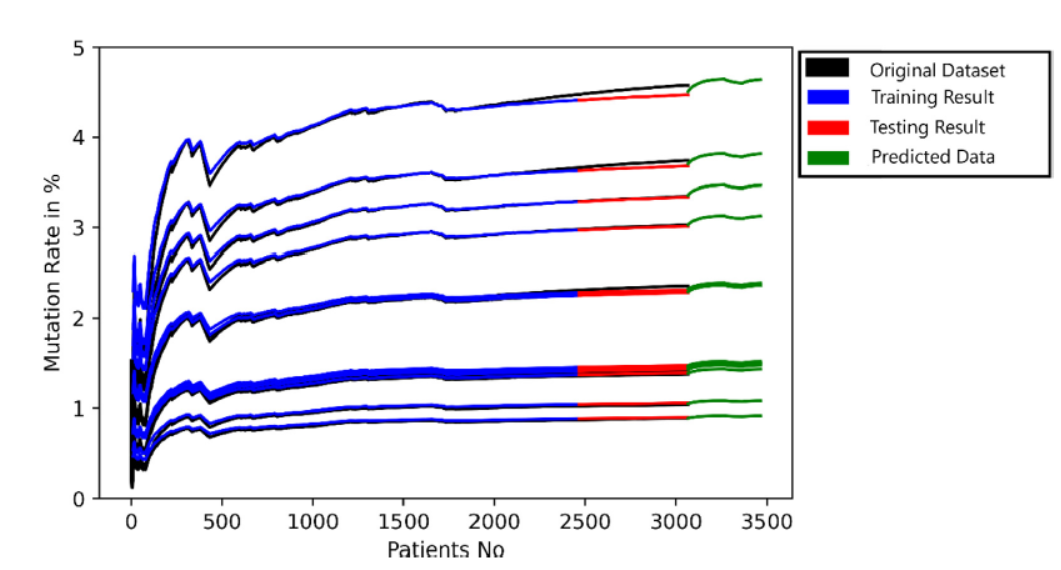 5
4
3
2
1
0
Mutation Rate in %
0 500 1000 1500 2000 2500 3000 3500
Patients No
Original Dataset
Training Result
Testing Result
Predicted Data